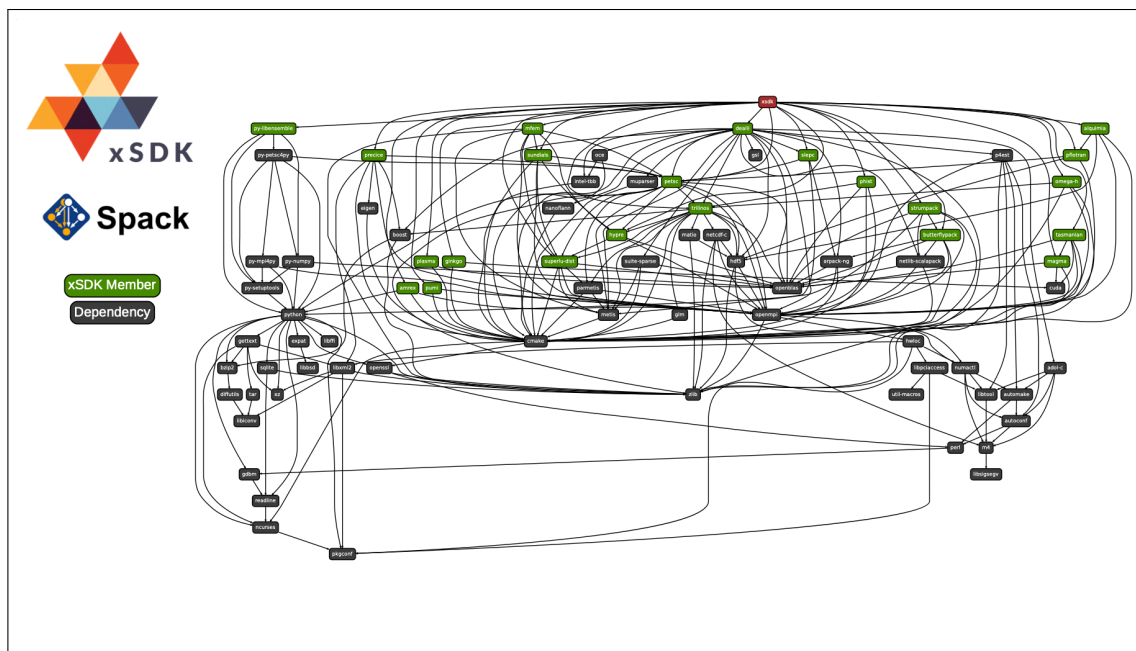 xSDK
Spack
xSDK Member
Dependency
xsdk
py-libensemble
mfem
dealii
alquimia
py-petsc4py
precice
sundials
oce
gsl
slepc
p4est
pflotran
intel-tbb
muparser
petsc
phist
omega-h
eigen
nanoflann
trilinos
strumpack
boost
hypre
matio
netcdf-c
butterflypack
tasmanian
py-mpi4py
py-numpy
plasma
ginkgo
superlu-dist
suite-sparse
hdf5
arpack-ng
netlib-scalapack
magma
py-setuptools
amrex
pumi
parmetis
openblas
cuda
python
metis
glm
openmpi
gettext
expat
libffi
cmake
hwloc
bzip2
sqlite
libbsd
libxml2
openssl
libpciaccess
numactl
adol-c
diffutils
tar
xz
zlib
util-macros
libtool
automake
libiconv
autoconf
perl
m4
gdbm
libsigsegv
readline
ncurses
pkgconf